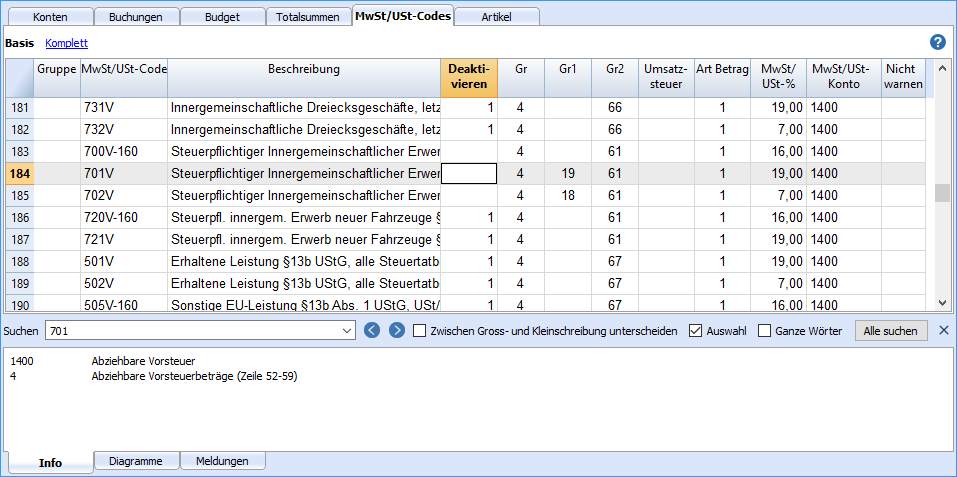 Konten Buchungen Budget Totalsummen MwSt/USt-Codes Artikel
Basis Komplett ?
Gruppe MwSt/USt-Code Beschreibung Deakti- Gr Gr1 Gr2 Umsatz- Art Betrag MwSt/ MwSt/USt- Nicht
vieren steuer USt-% Konto warnen
181 731V Innergemeinschaftliche Dreiecksgeschäfte, letz 1 4 66 1 19,00 1400
182 732V Innergemeinschaftliche Dreiecksgeschäfte, letz 1 4 66 1 7,00 1400
183 700V-160 Steuerpflichtiger Innergemeinschaftlicher Erwer 4 61 1 16,00 1400
184 701V Steuerpflichtiger Innergemeinschaftlicher Erwer 4 19 61 1 19,00 1400
185 702V Steuerpflichtiger Innergemeinschaftlicher Erwer 4 18 61 1 7,00 1400
186 720V-160 Steuerpfl. innergem. Erwerb neuer Fahrzeuge § 1 4 61 1 16,00 1400
187 721V Steuerpfl. innergem. Erwerb neuer Fahrzeuge § 1 4 61 1 19,00 1400
188 501V Erhaltene Leistung §13b UStG, alle Steuertatb 1 4 67 1 19,00 1400
189 502V Erhaltene Leistung §13b UStG, alle Steuertatb 1 4 67 1 7,00 1400
190 505V-160 Sonstige EU-Leistung §13b Abs. 1 UStG, USt/ 1 4 67 1 16,00 1400
Suchen 701 Zwischen Gross- und Kleinschreibung unterscheiden Auswahl Ganze Wörter Alle suchen
1400 Abziehbare Vorsteuer
4 Abziehbare Vorsteuerbeträge (Zeile 52-59)
Info Diagramme Meldungen